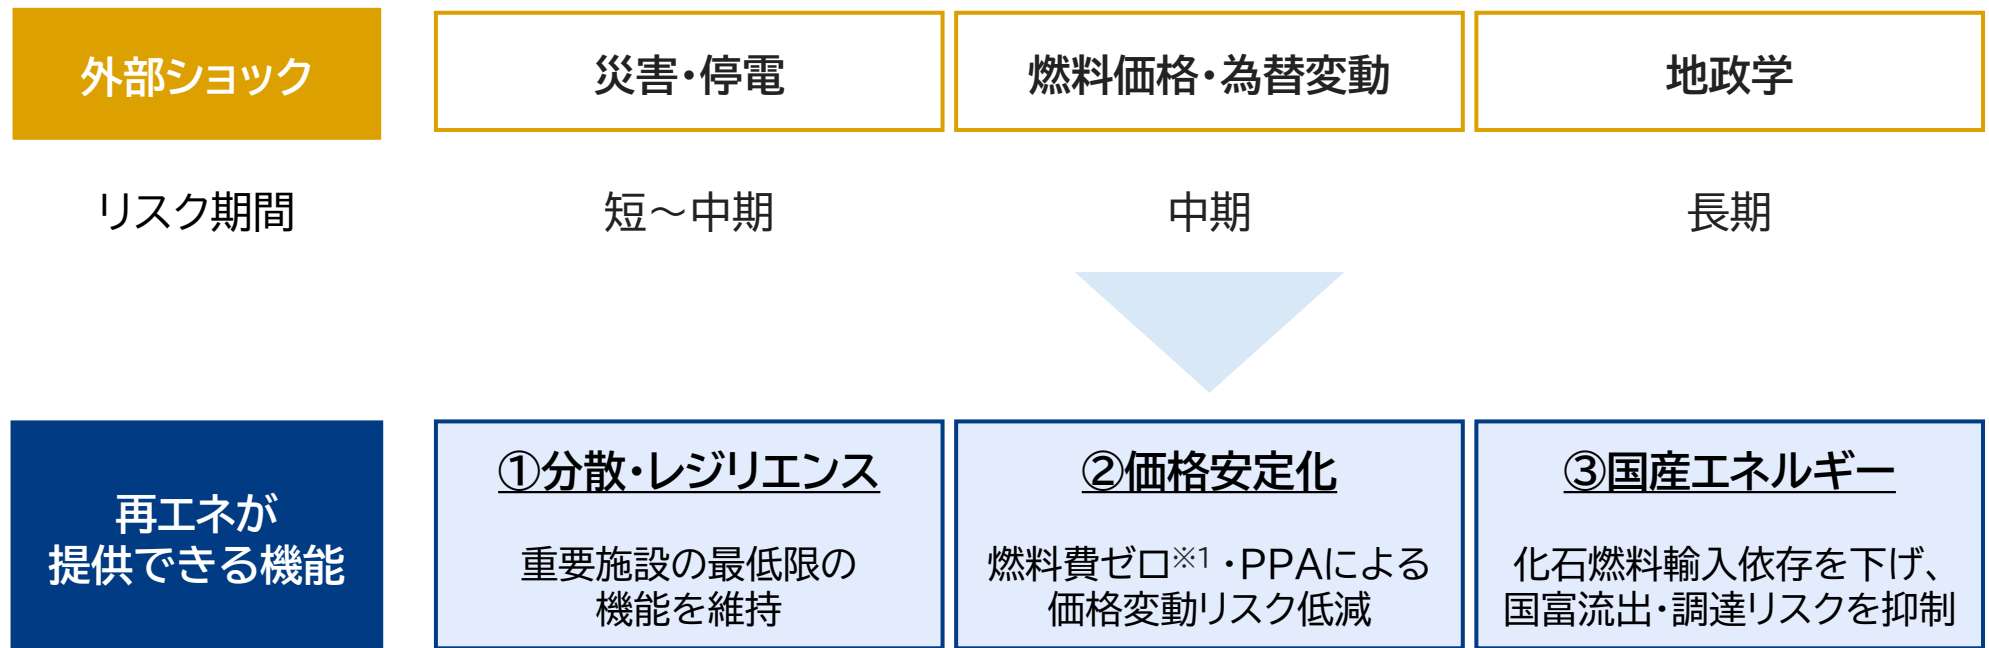 外部ショック
災害・停電
燃料価格・為替変動
地政学
リスク期間
短～中期
中期
長期
再エネが
提供できる機能
①分散・レジリエンス
重要施設の最低限の
機能を維持
②価格安定化
燃料費ゼロ※1・PPAによる
価格変動リスク低減
③国産エネルギー
化石燃料輸入依存を下げ、
国富流出・調達リスクを抑制